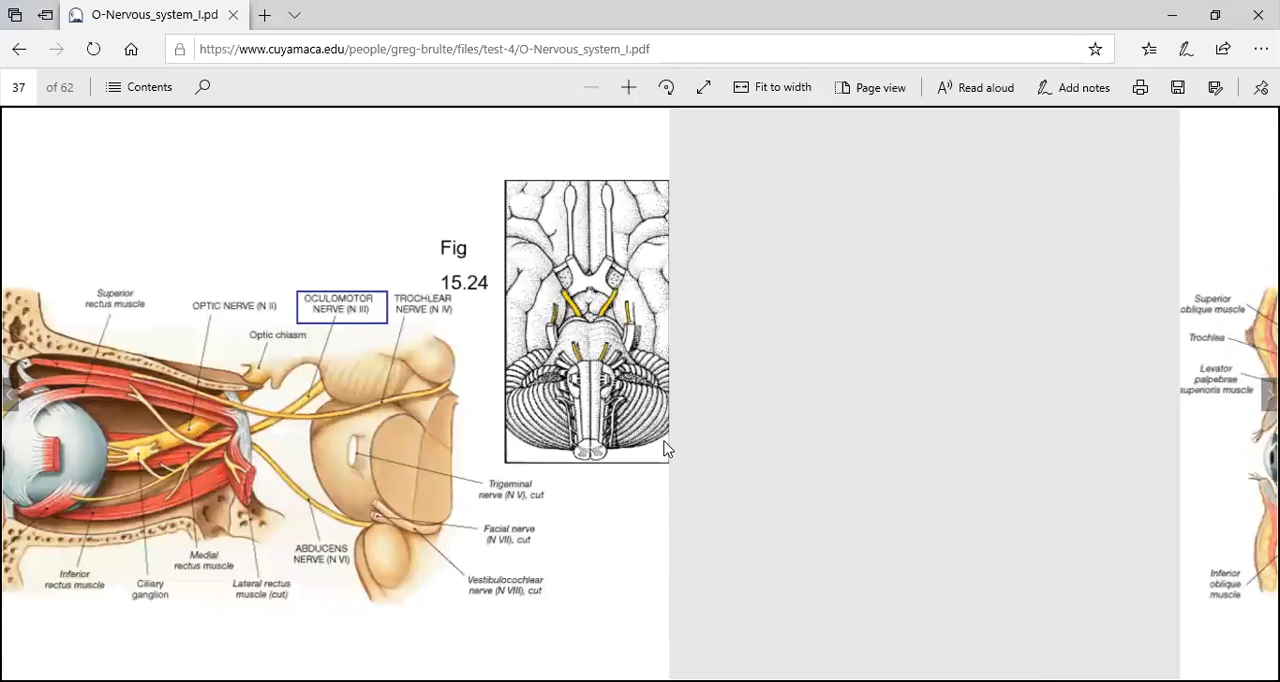 O-Nervous_system_I.pd
https://www.cuyamaca.edu/people/greg-brulte/files/test-4/O-Nervous_system_I.pdf
37 of 62 Contents Fit to width Page view Read aloud Add notes
Fig
15.24
Superior
rectus muscle
OPTIC NERVE (N II)
OCULOMOTOR
NERVE (N III)
TROCHLEAR
NERVE (N IV)
Optic chiasm
Trigeminal
nerve (N V), cut
Facial nerve
(N VII), cut
Vestibulocochlear
nerve (N VIII), cut
ABDUCENS
NERVE (N VI)
Medial
rectus muscle
Inferior
rectus muscle
Ciliary
ganglion
Lateral rectus
muscle (cut)
Superior
oblique muscle
Trochlea
Levator
palpebrae
superioris muscle
Inferior
oblique
muscle